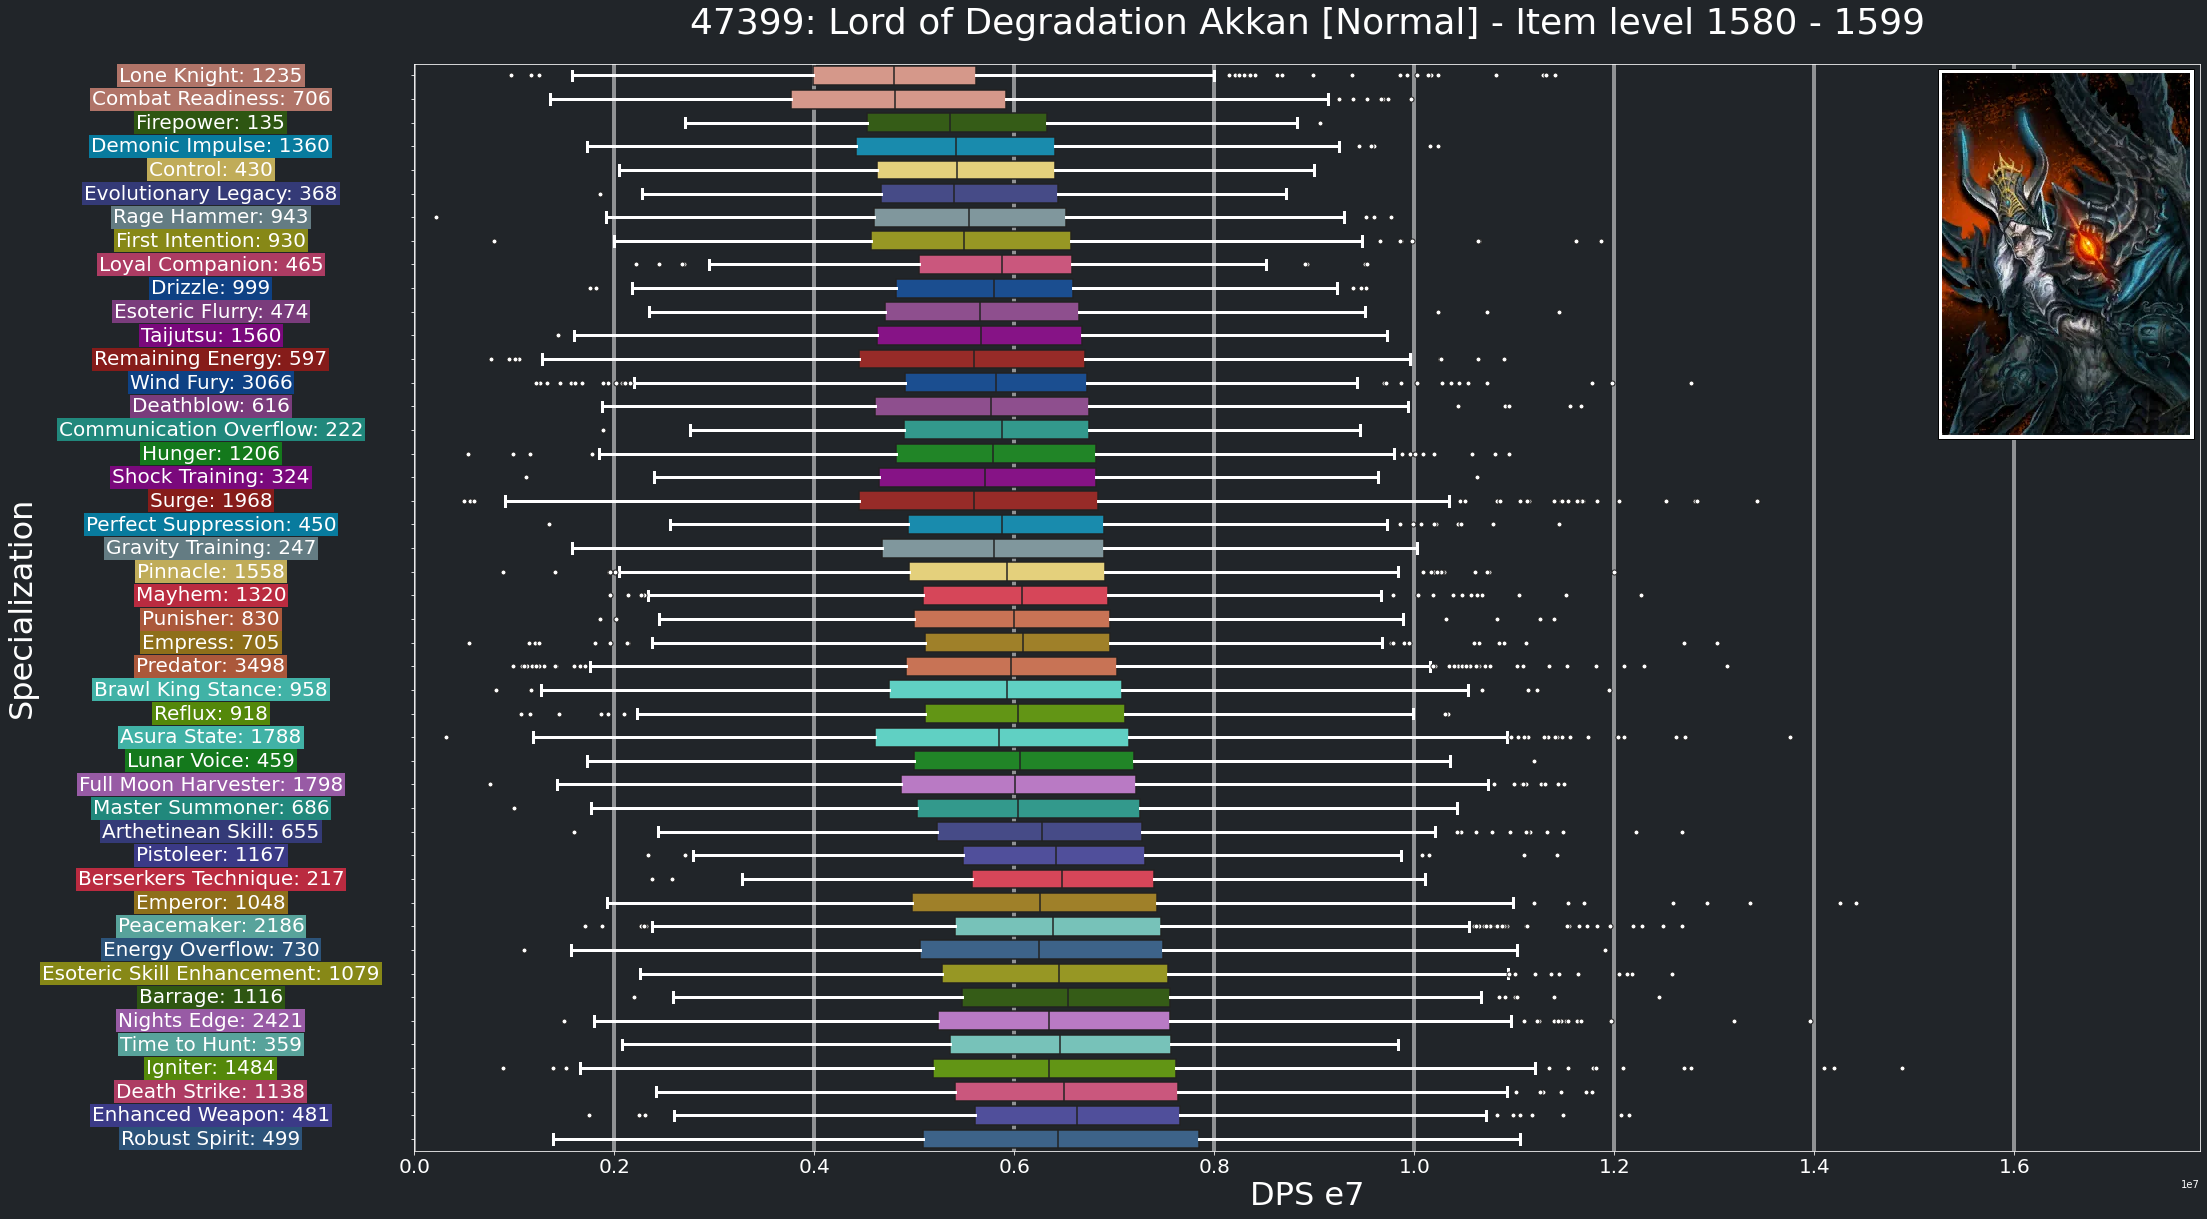 47399: Lord of Degradation Akkan [Normal] - Item level 1580 - 1599
Specialization
Lone Knight: 1235
Combat Readiness: 706
Firepower: 135
Demonic Impulse: 1360
Control: 430
Evolutionary Legacy: 368
Rage Hammer: 943
First Intention: 930
Loyal Companion: 465
Drizzle: 999
Esoteric Flurry: 474
Taijutsu: 1560
Remaining Energy: 597
Wind Fury: 3066
Deathblow: 616
Communication Overflow: 222
Hunger: 1206
Shock Training: 324
Surge: 1968
Perfect Suppression: 450
Gravity Training: 247
Pinnacle: 1558
Mayhem: 1320
Punisher: 830
Empress: 705
Predator: 3498
Brawl King Stance: 958
Reflux: 918
Asura State: 1788
Lunar Voice: 459
Full Moon Harvester: 1798
Master Summoner: 686
Arthetinean Skill: 655
Pistoleer: 1167
Berserkers Technique: 217
Emperor: 1048
Peacemaker: 2186
Energy Overflow: 730
Esoteric Skill Enhancement: 1079
Barrage: 1116
Nights Edge: 2421
Time to Hunt: 359
Igniter: 1484
Death Strike: 1138
Enhanced Weapon: 481
Robust Spirit: 499
0.0 0.2 0.4 0.6 0.8 1.0 1.2 1.4 1.6
1e7
DPS e7